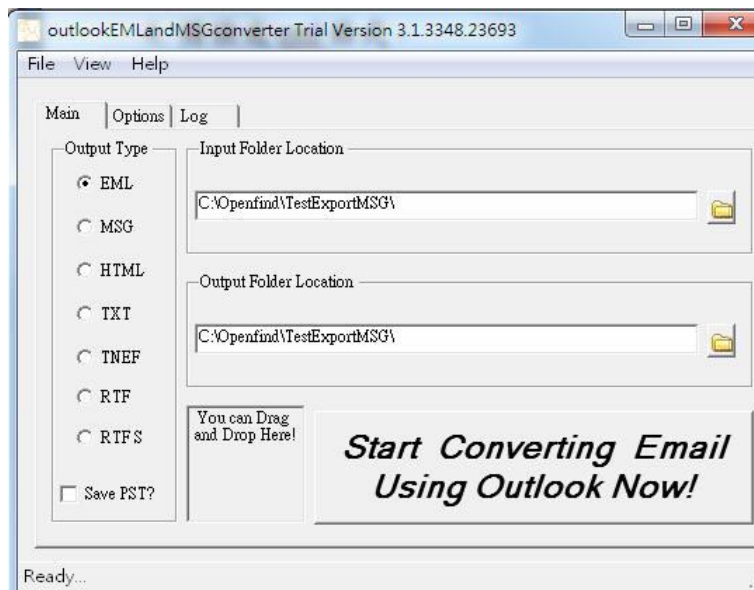 outlookEMLandMSGconverter Trial Version 3.1.3348.23693
File View Help
Main Options Log
Output Type
EML
MSG
HTML
TXT
TNEF
RTF
RTFS
Save PST?
Input Folder Location
C:\Openfind\TestExportMSG\
Output Folder Location
C:\Openfind\TestExportMSG\
You can Drag
and Drop Here!
Start Converting Email
Using Outlook Now!
Ready...